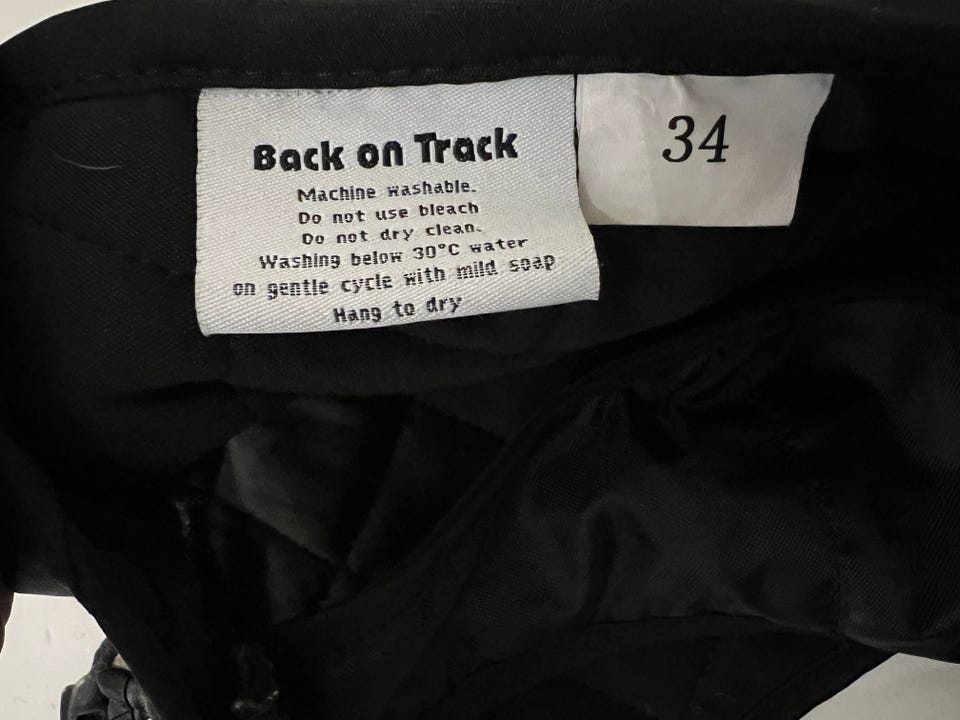 Back on Track
Machine washable.
Do not use bleach
Do not dry clean.
Washing below 30°C water
on gentle cycle with mild soap
Hang to dry
34